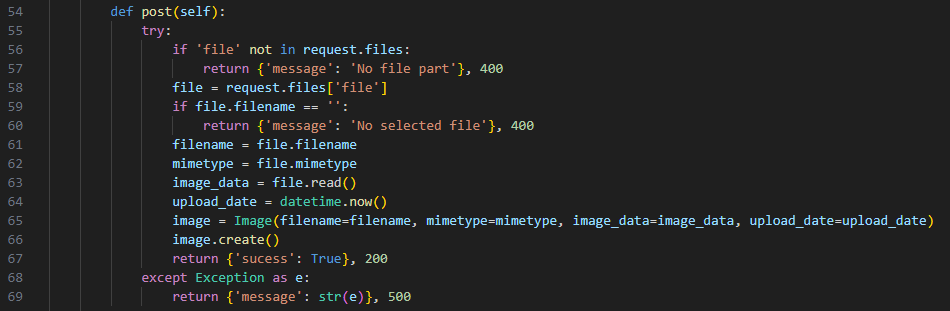 54 def post(self):
55 try:
56 if 'file' not in request.files:
57 return {'message': 'No file part'}, 400
58 file = request.files['file']
59 if file.filename == '':
60 return {'message': 'No selected file'}, 400
61 filename = file.filename
62 mimetype = file.mimetype
63 image_data = file.read()
64 upload_date = datetime.now()
65 image = Image(filename=filename, mimetype=mimetype, image_data=image_data, upload_date=upload_date)
66 image.create()
67 return {'sucess': True}, 200
68 except Exception as e:
69 return {'message': str(e)}, 500